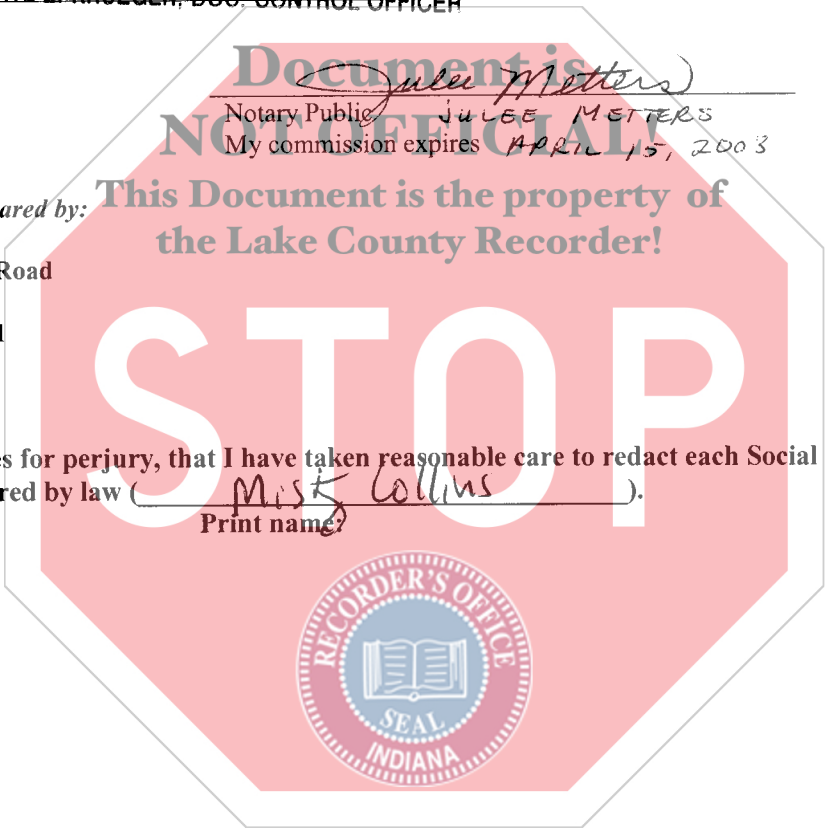 KRUEGER, DOC. CONTROL OFFICER
Document is
Julee Metters
Notary Public JULEE METTERS
NOT OFFICIAL!
My commission expires APRIL 15, 2003
This Document is the property of
ared by:
the Lake County Recorder!
Road
STOP
es for perjury, that I have taken reasonable care to redact each Social
red by law ( Misty Collins ).
Print name?
RECORDER'S OFFICE
SEAL
INDIANA